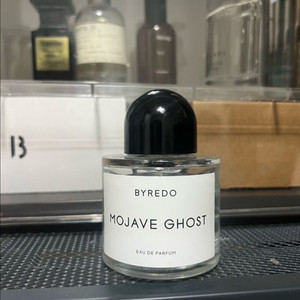 13
BYREDO
MOJAVE GHOST
EAU DE PARFUM